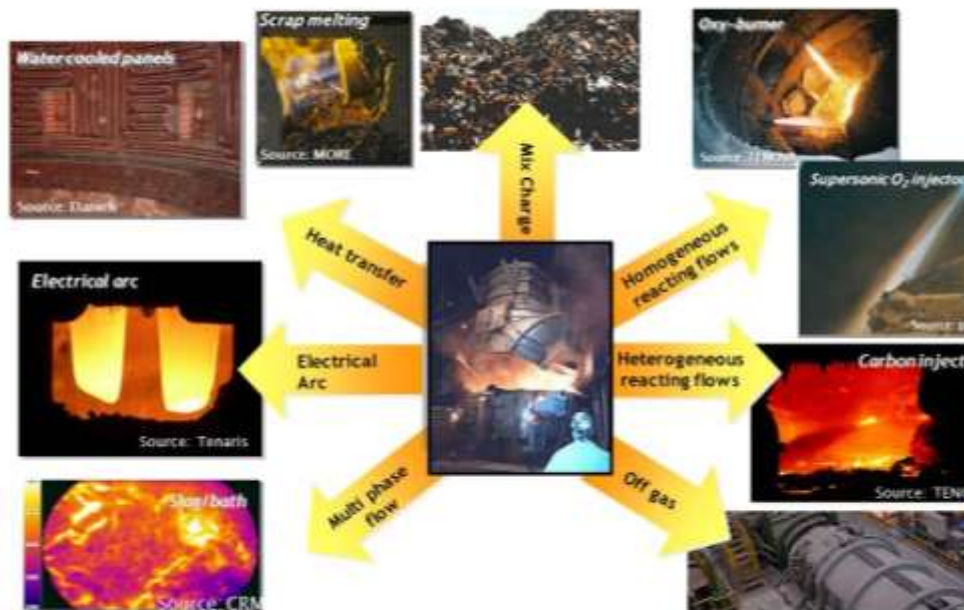 Scrap melting
Oxy-burner
Water cooled panels
Source: MORE
Source:
Supersonic O₂ injector
Source: Danieli
Mix Charge
Heat transfer
Homogeneous
reacting flows
Electrical arc
Electrical
Arc
Heterogeneous
reacting flows
Carbon inject
Source: Tenaris
Source: TEN
Multi phase
flow
Off gas
Slag/bath
Source: CRM